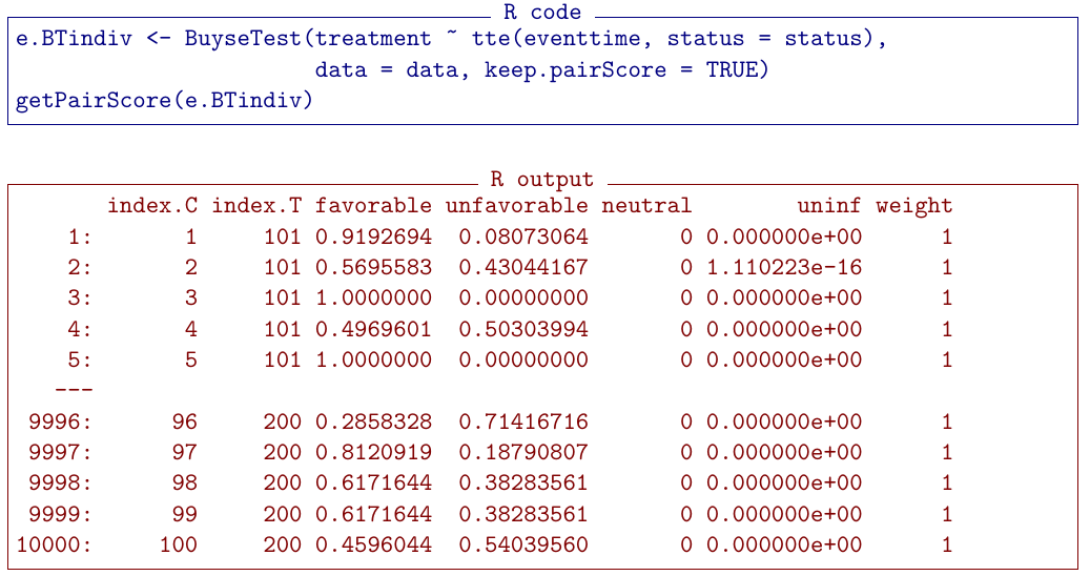 R code
e.BTindiv <- BuyseTest(treatment ~ tte(eventtime, status = status),
                    data = data, keep.pairScore = TRUE)
getPairScore(e.BTindiv)
R output
       index.C index.T favorable unfavorable neutral        uninf weight
    1:       1     101 0.9192694  0.08073064       0 0.000000e+00      1
    2:       2     101 0.5695583  0.43044167       0 1.110223e-16      1
    3:       3     101 1.0000000  0.00000000       0 0.000000e+00      1
    4:       4     101 0.4969601  0.50303994       0 0.000000e+00      1
    5:       5     101 1.0000000  0.00000000       0 0.000000e+00      1
   ---
 9996:      96     200 0.2858328  0.71416716       0 0.000000e+00      1
 9997:      97     200 0.8120919  0.18790807       0 0.000000e+00      1
 9998:      98     200 0.6171644  0.38283561       0 0.000000e+00      1
 9999:      99     200 0.6171644  0.38283561       0 0.000000e+00      1
10000:     100     200 0.4596044  0.54039560       0 0.000000e+00      1